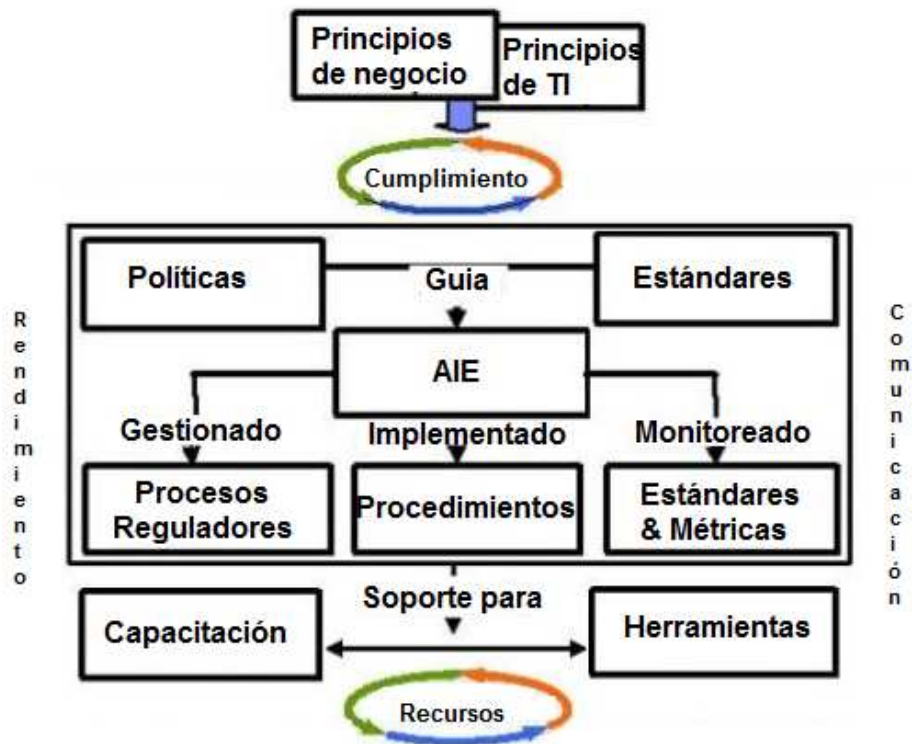 Principios
de negocio
Principios
de TI
Cumplimiento
Políticas
Guia
Estándares
Rendimiento
Comunicación
AIE
Gestionado
Implementado
Monitoreado
Procesos
Reguladores
Procedimientos
Estándares
& Métricas
Soporte para
Capacitación
Herramientas
Recursos